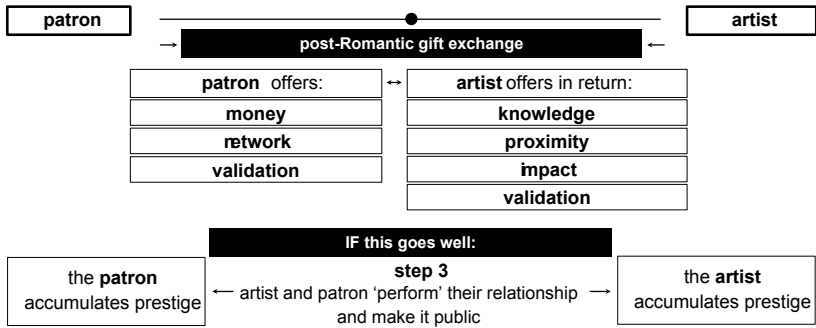 patron
artist
post-Romantic gift exchange
patron offers:
artist offers in return:
money
knowledge
network
proximity
validation
impact
validation
IF this goes well:
the patron
accumulates prestige
step 3
artist and patron ‘perform’ their relationship
and make it public
the artist
accumulates prestige